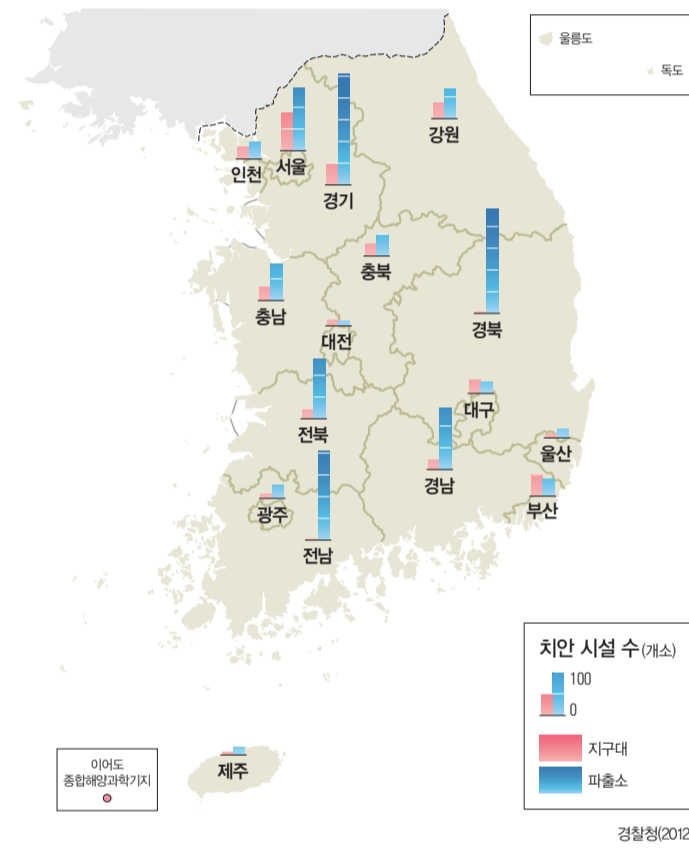 울릉도
독도
강원
인천
서울
경기
충북
충남
경북
대전
대구
전북
울산
경남
부산
광주
전남
제주
이어도
종합해양과학기지
치안 시설 수 (개소)
100
0
지구대
파출소
경찰청(2012